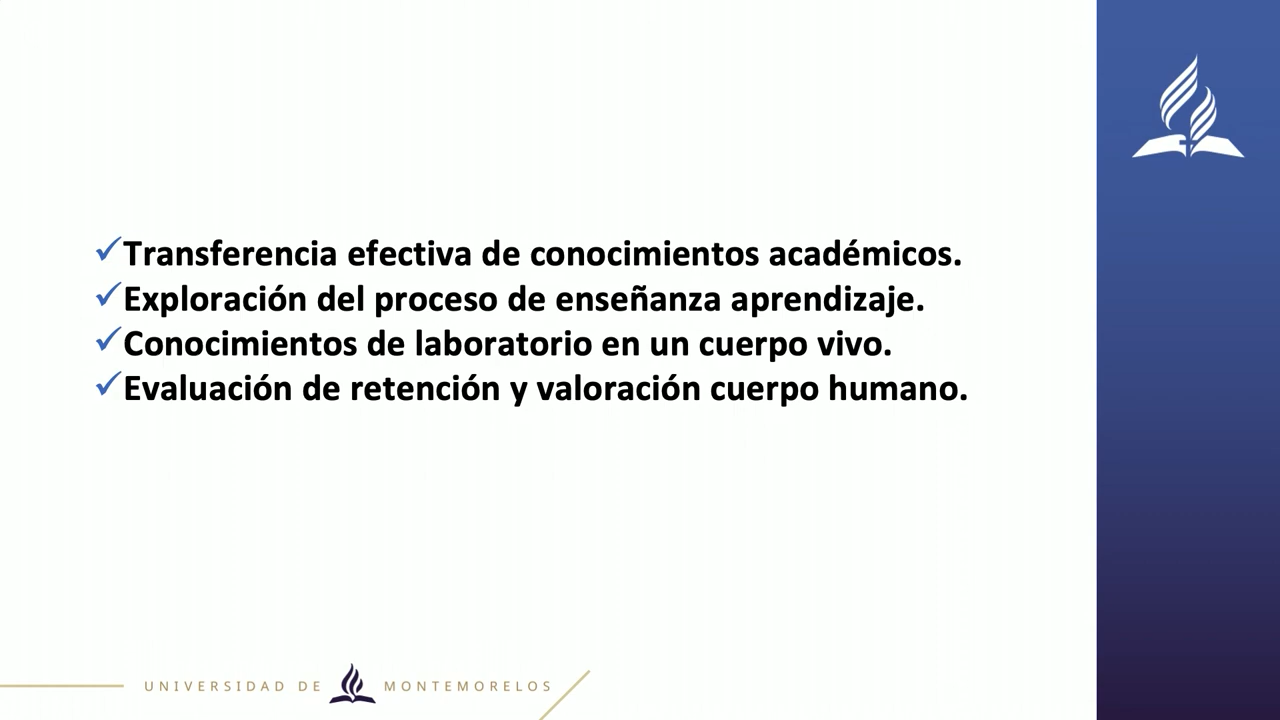 Transferencia efectiva de conocimientos académicos.
Exploración del proceso de enseñanza aprendizaje.
Conocimientos de laboratorio en un cuerpo vivo.
Evaluación de retención y valoración cuerpo humano.
UNIVERSIDAD DE MONTEMORELOS